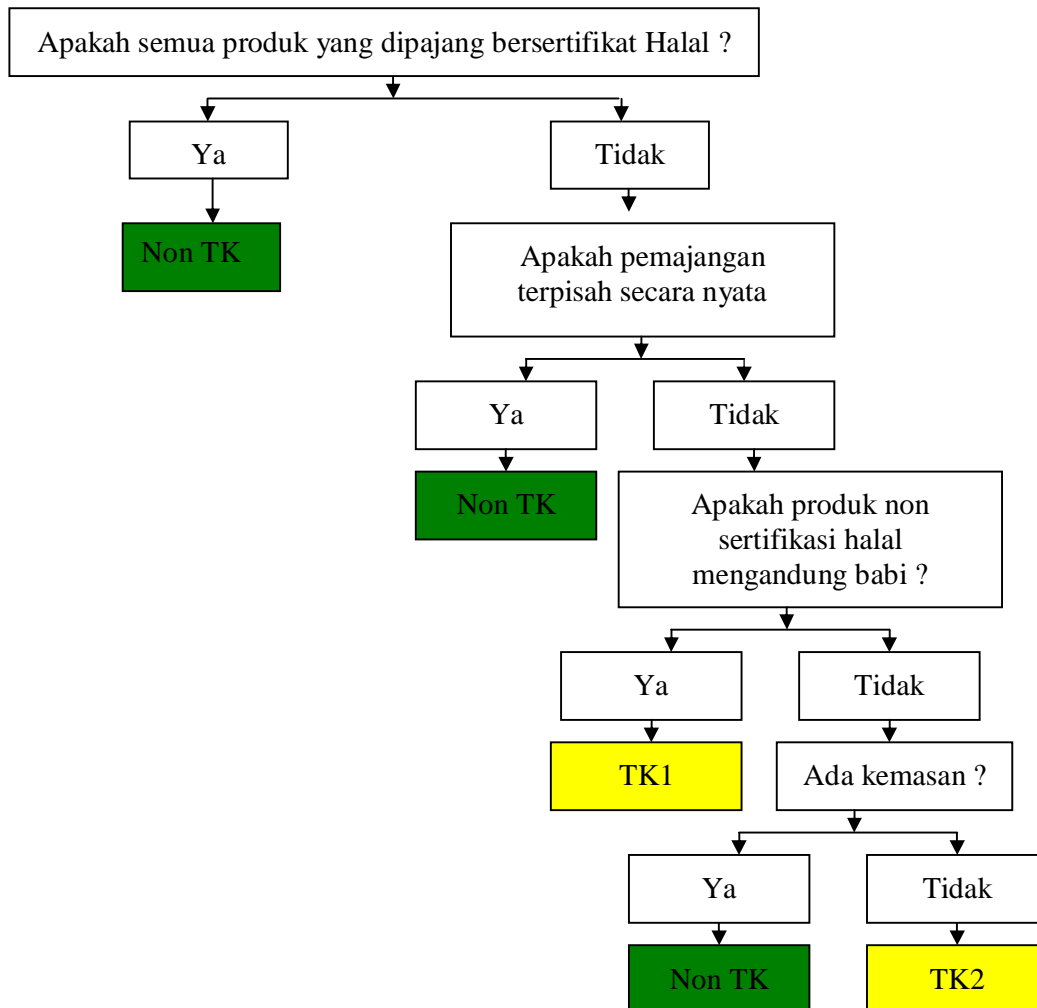 Apakah semua produk yang dipajang bersertifikat Halal ?
Ya
Tidak
Non TK
Apakah pemajangan
terpisah secara nyata
Ya
Tidak
Non TK
Apakah produk non
sertifikasi halal
mengandung babi ?
Ya
Tidak
TK1
Ada kemasan ?
Ya
Tidak
Non TK
TK2